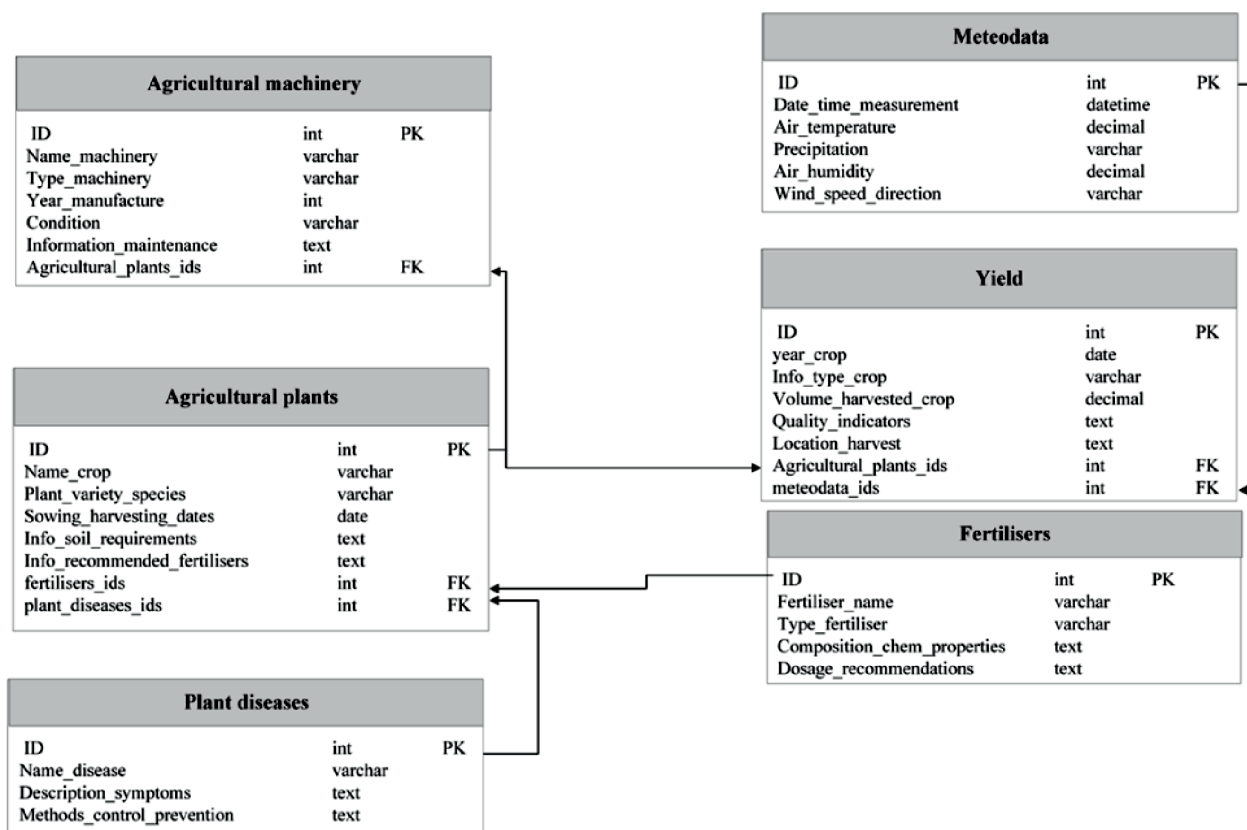 Agricultural machinery
ID int PK
Name_machinery varchar
Type_machinery varchar
Year_manufacture int
Condition varchar
Information_maintenance text
Agricultural_plants_ids int FK
Agricultural plants
ID int PK
Name_crop varchar
Plant_variety_species varchar
Sowing_harvesting_dates date
Info_soil_requirements text
Info_recommended_fertilisers text
fertilisers_ids int FK
plant_diseases_ids int FK
Plant diseases
ID int PK
Name_disease varchar
Description_symptoms text
Methods_control_prevention text
Meteodata
ID int PK
Date_time_measurement datetime
Air_temperature decimal
Precipitation varchar
Air_humidity decimal
Wind_speed_direction varchar
Yield
ID int PK
year_crop date
Info_type_crop varchar
Volume_harvested_crop decimal
Quality_indicators text
Location_harvest text
Agricultural_plants_ids int FK
meteodata_ids int FK
Fertilisers
ID int PK
Fertiliser_name varchar
Type_fertiliser varchar
Composition_chem_properties text
Dosage_recommendations text